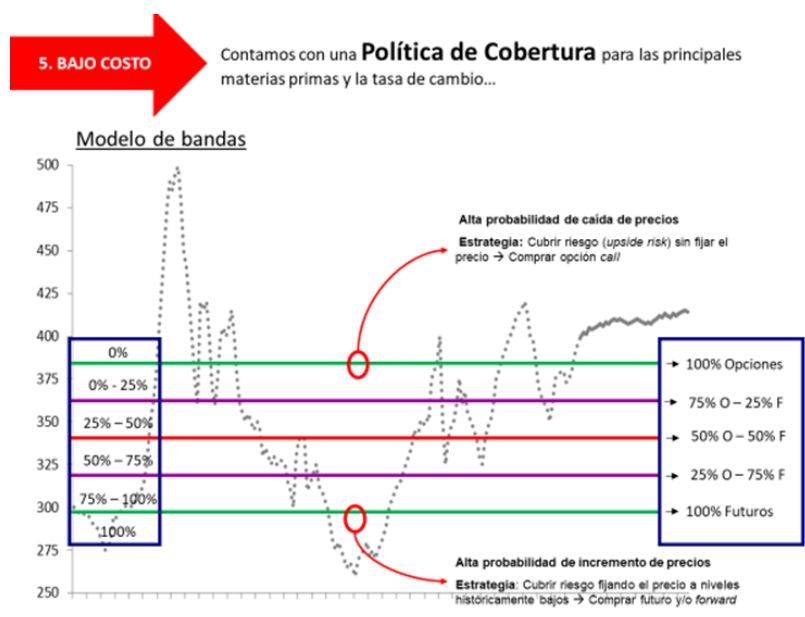 5. BAJO COSTO
Contamos con una Política de Cobertura para las principales
materias primas y la tasa de cambio...
Modelo de bandas
500
475
450
425
400
375
350
325
300
275
250
Alta probabilidad de caída de precios
Estrategia: Cubrir riesgo (upside risk) sin fijar el
precio → Comprar opción call
0%
0% - 25%
25% – 50%
50% – 75%
75% – 100%
100%
100% Opciones
75% O – 25% F
50% O – 50% F
25% O – 75% F
100% Futuros
Alta probabilidad de incremento de precios
Estrategia: Cubrir riesgo fijando el precio a niveles
históricamente bajos → Comprar futuro y/o forward